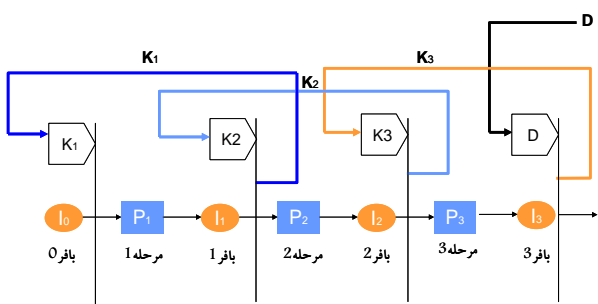 D
K₁
K₂
K₃
K₁
K2
K3
D
I₀
P₁
I₁
P₂
I₂
P₃
I₃
بافر0
مرحله1
بافر1
مرحله2
بافر2
مرحله3
بافر3